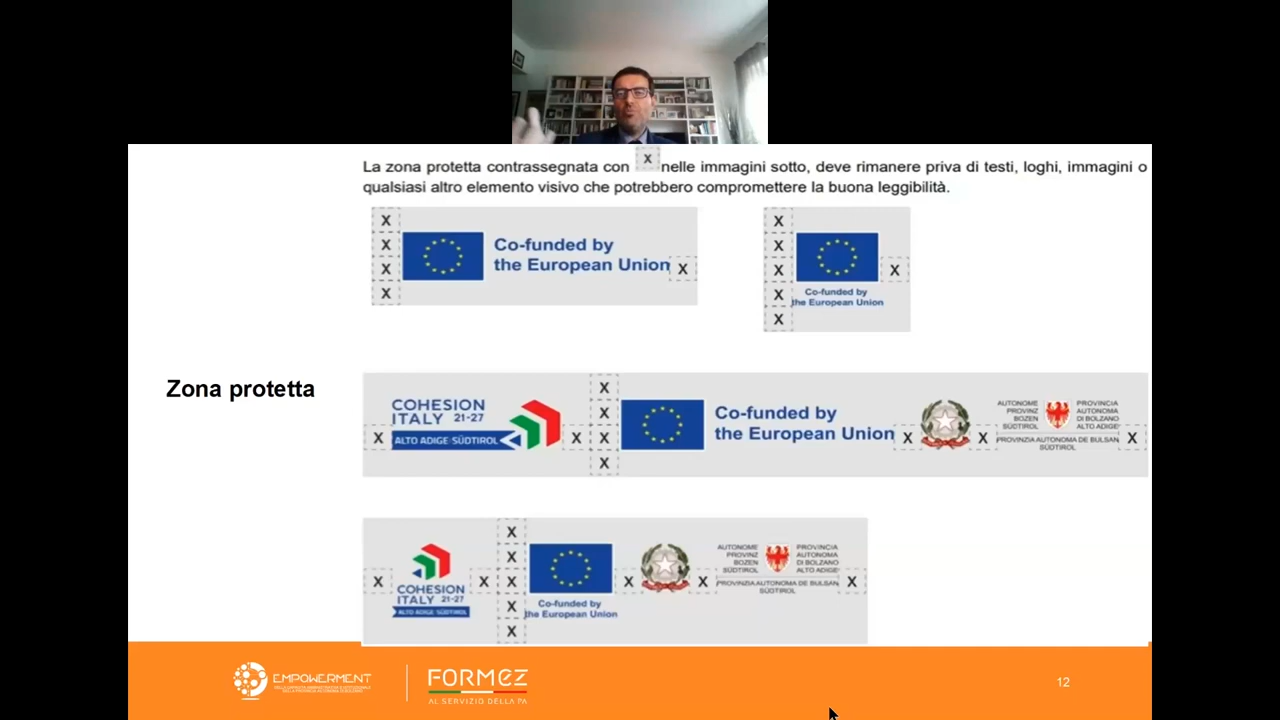 La zona protetta contrassegnata con X nelle immagini sotto, deve rimanere priva di testi, loghi, immagini o
qualsiasi altro elemento visivo che potrebbero compromettere la buona leggibilità.
X
X
X
X
Co-funded by
the European Union
X
X
X
X
X
X
X
Co-funded by
the European Union
Zona protetta
X
COHESION
ITALY 21-27
ALTO ADIGE·SÜDTIROL
X
X
X
X
X
Co-funded by
the European Union
X
X
AUTONOME
PROVINZ
BOZEN
SÜDTIROL
PROVINCIA
AUTONOMA
DI BOLZANO
ALTO ADIGE
PROVINZIA AUTONOMA DE BULSAN
SÜDTIROL
X
X
COHESION
ITALY 21-27
ALTO ADIGE·SÜDTIROL
X
X
X
X
X
X
Co-funded by
the European Union
X
X
AUTONOME
PROVINZ
BOZEN
SÜDTIROL
PROVINCIA
AUTONOMA
DI BOLZANO
ALTO ADIGE
PROVINZIA AUTONOMA DE BULSAN
SÜDTIROL
X
EMPOWERMENT
FORMEZ
AL SERVIZIO DELLA PA
12